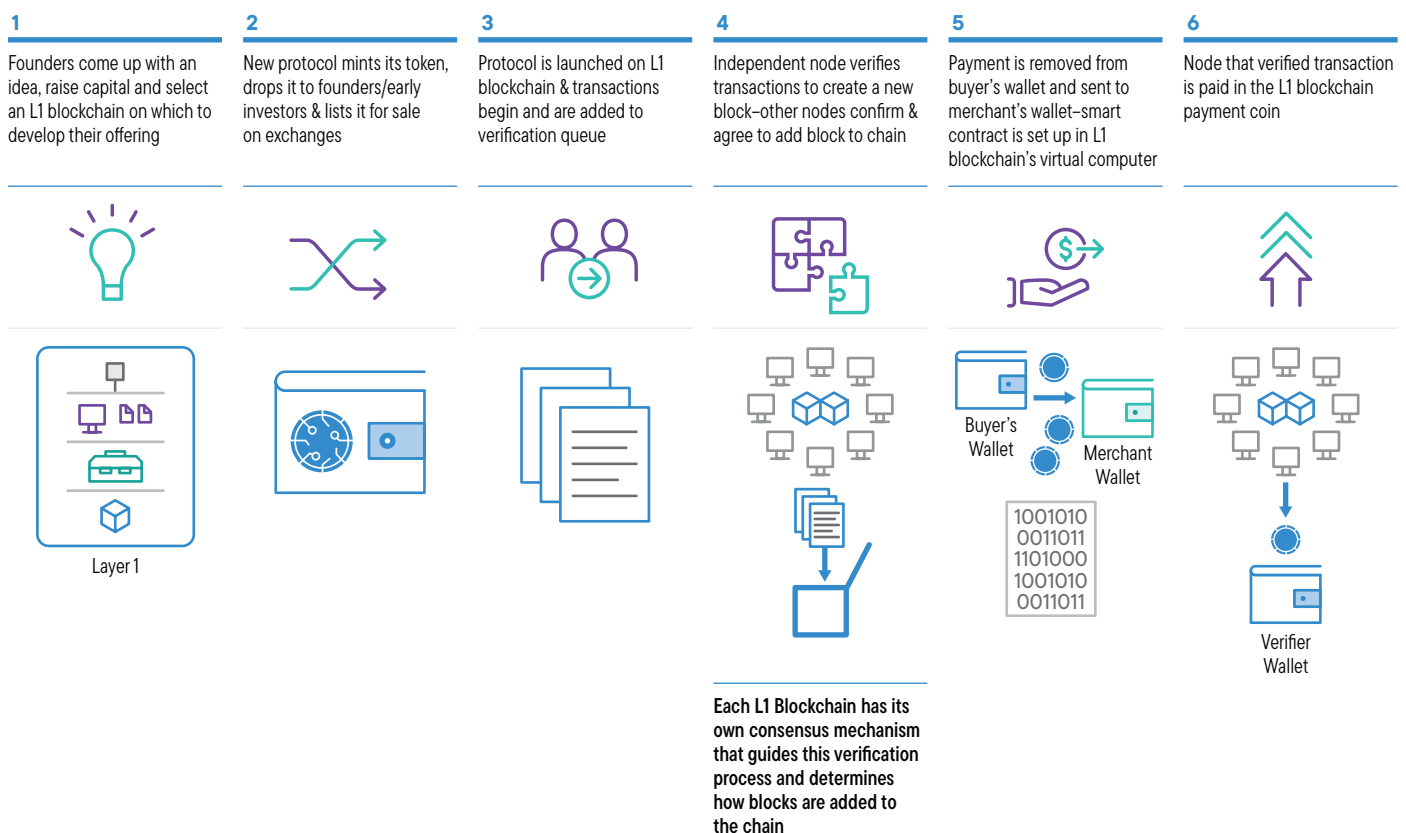 1
Founders come up with an
idea, raise capital and select
an L1 blockchain on which to
develop their offering
Layer 1
2
New protocol mints its token,
drops it to founders/early
investors & lists it for sale
on exchanges
3
Protocol is launched on L1
blockchain & transactions
begin and are added to
verification queue
4
Independent node verifies
transactions to create a new
block–other nodes confirm &
agree to add block to chain
Each L1 Blockchain has its
own consensus mechanism
that guides this verification
process and determines
how blocks are added to
the chain
5
Payment is removed from
buyer's wallet and sent to
merchant's wallet–smart
contract is set up in L1
blockchain's virtual computer
$
Buyer's
Wallet
Merchant
Wallet
1001010
0011011
1101000
1001010
0011011
6
Node that verified transaction
is paid in the L1 blockchain
payment coin
Verifier
Wallet